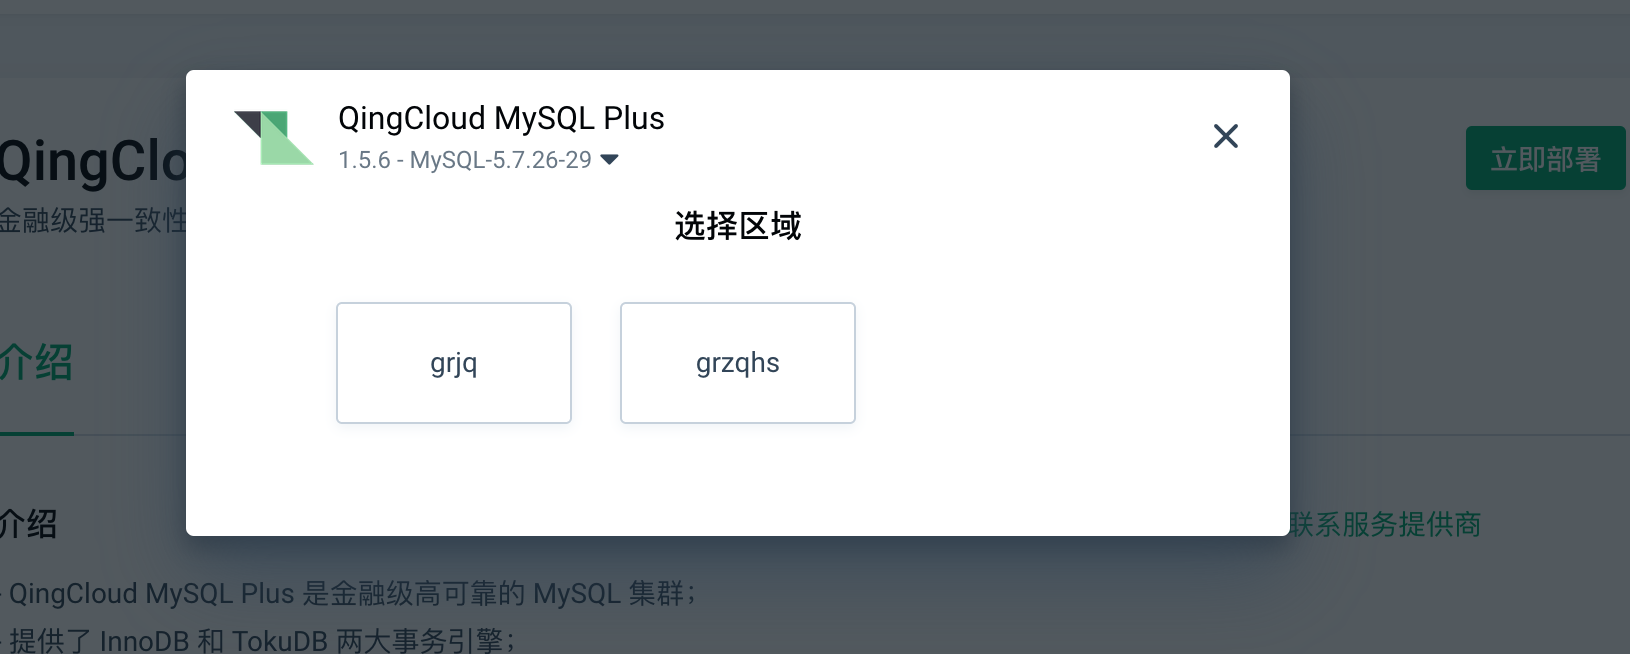 QingCloud MySQL Plus
1.5.6 - MySQL-5.7.26-29
选择区域
grjq
grzqhs
QingClo
立即部署
金融级强一致性
介绍
介绍
联系服务提供商
- QingCloud MySQL Plus 是金融级高可靠的 MySQL 集群；
- 提供了 InnoDB 和 TokuDB 两大事务引擎；